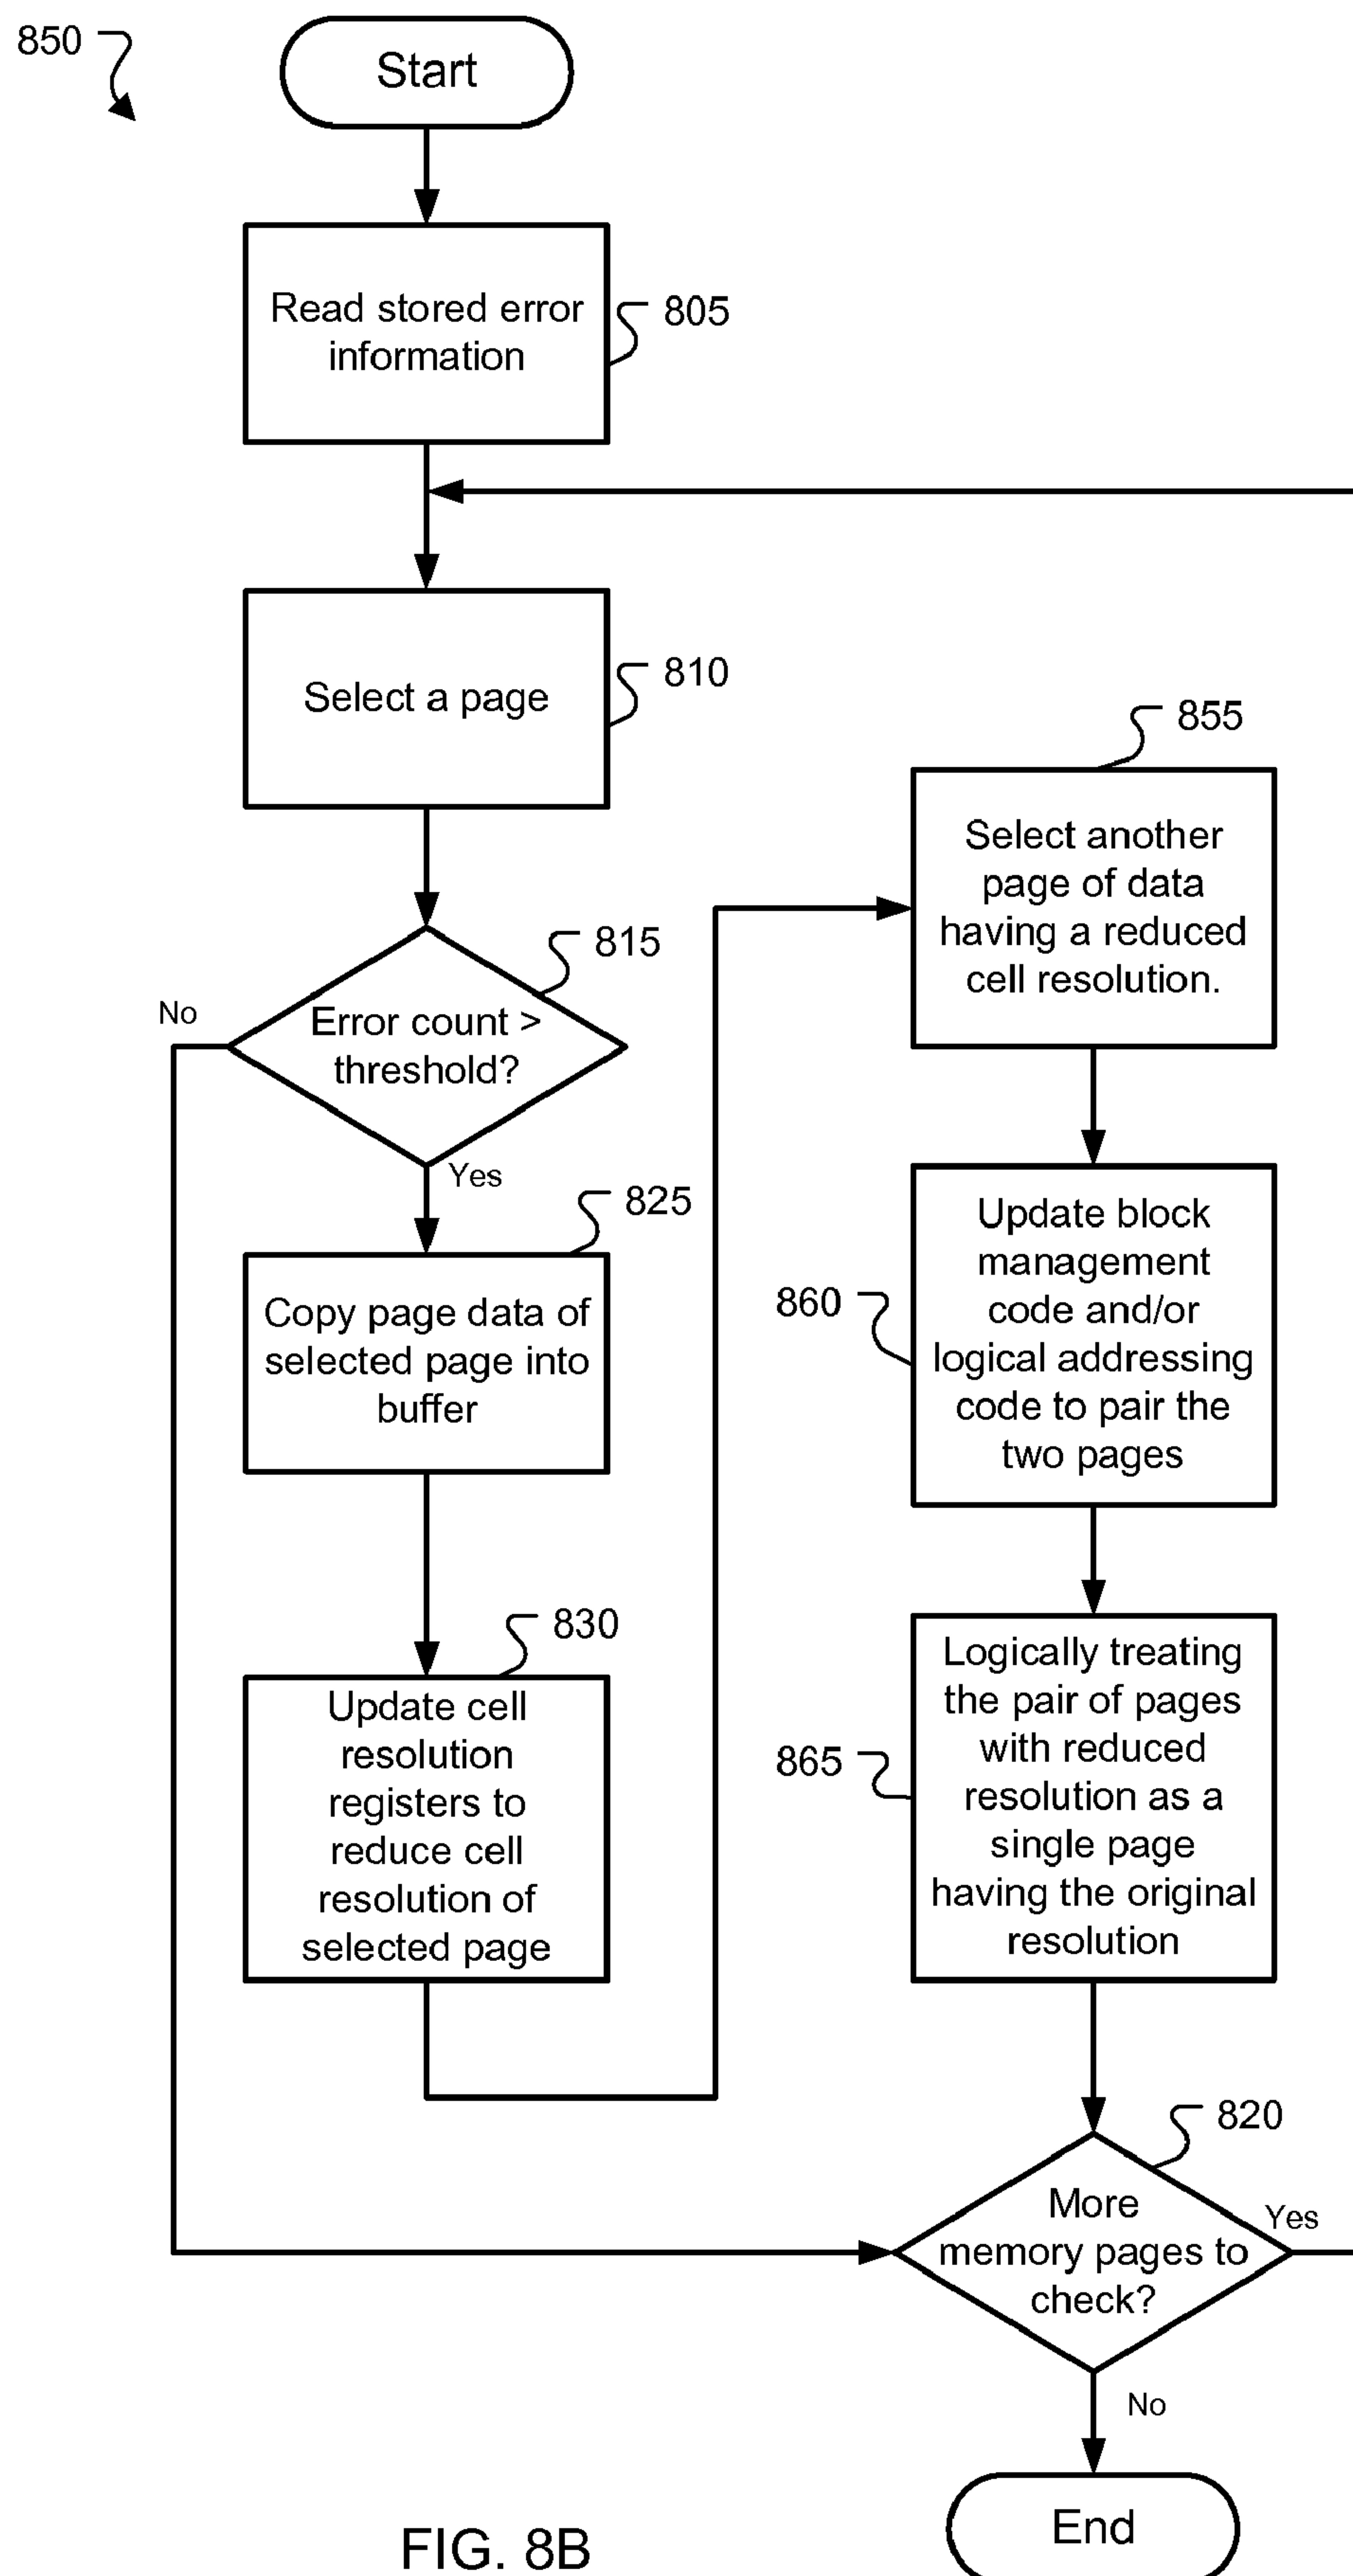 850
Start
Read stored error
information
805
Select a page
810
Error count >
threshold?
815
No
Yes
Copy page data of
selected page into
buffer
825
Update cell
resolution
registers to
reduce cell
resolution of
selected page
830
Select another
page of data
having a reduced
cell resolution.
855
Update block
management
code and/or
logical addressing
code to pair the
two pages
860
Logically treating
the pair of pages
with reduced
resolution as a
single page
having the original
resolution
865
More
memory pages to
check?
820
Yes
No
End
FIG. 8B